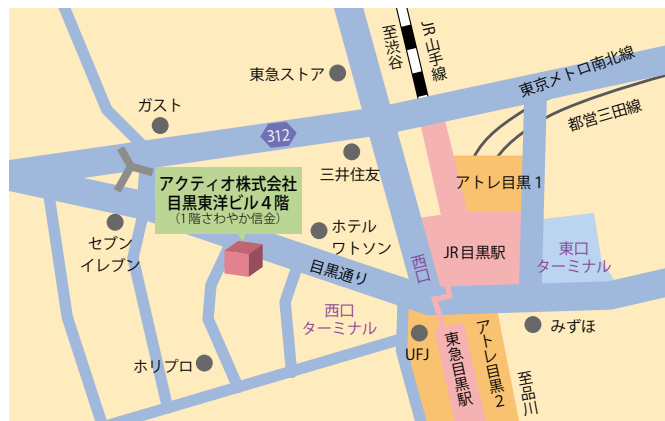 至渋谷
JR山手線
東急ストア
東京メトロ南北線
ガスト
312
都営三田線
三井住友
アトレ目黒1
アクティオ株式会社
目黒東洋ビル4階
(1階さわやか信金)
セブン
イレブン
ホテル
ワトソン
西口
JR目黒駅
東口
ターミナル
目黒通り
西口
ターミナル
みずほ
UFJ
ホリプロ
東急目黒駅
アトレ目黒2
至品川